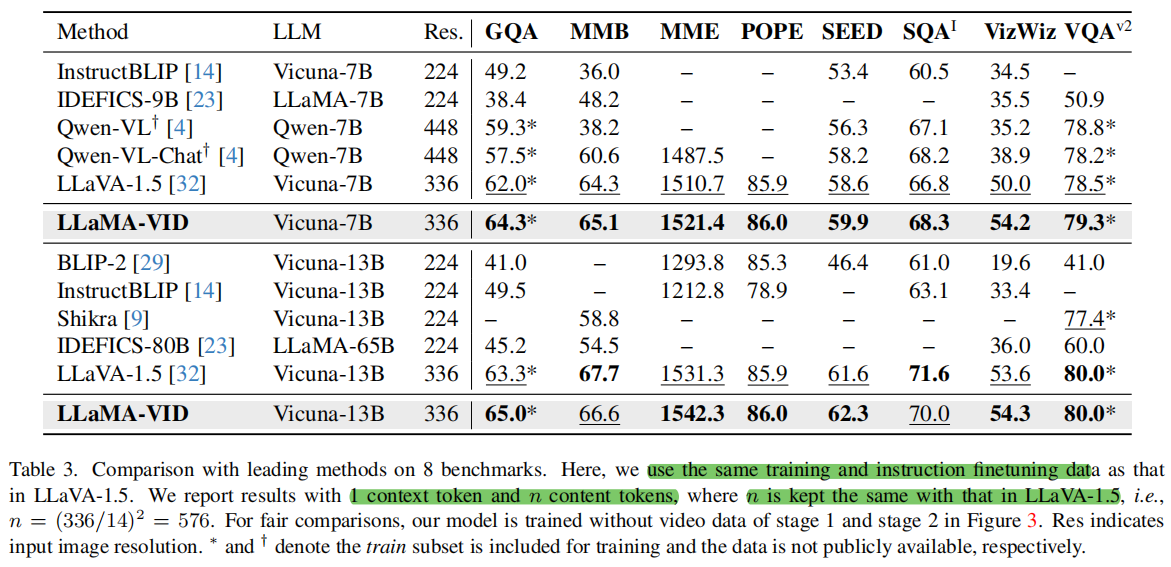 Method LLM Res. GQA MMB MME POPE SEED SQAᴵ VizWiz VQAᵛ²
InstructBLIP [14] Vicuna-7B 224 49.2 36.0 – – 53.4 60.5 34.5 –
IDEFICS-9B [23] LLaMA-7B 224 38.4 48.2 – – – – 35.5 50.9
Qwen-VL† [4] Qwen-7B 448 59.3* 38.2 – – 56.3 67.1 35.2 78.8*
Qwen-VL-Chat† [4] Qwen-7B 448 57.5* 60.6 1487.5 – 58.2 68.2 38.9 78.2*
LLaVA-1.5 [32] Vicuna-7B 336 62.0* 64.3 1510.7 85.9 58.6 66.8 50.0 78.5*
LLaMA-VID Vicuna-7B 336 64.3* 65.1 1521.4 86.0 59.9 68.3 54.2 79.3*
BLIP-2 [29] Vicuna-13B 224 41.0 – 1293.8 85.3 46.4 61.0 19.6 41.0
InstructBLIP [14] Vicuna-13B 224 49.5 – 1212.8 78.9 – 63.1 33.4 –
Shikra [9] Vicuna-13B 224 – 58.8 – – – – – 77.4*
IDEFICS-80B [23] LLaMA-65B 224 45.2 54.5 – – – – 36.0 60.0
LLaVA-1.5 [32] Vicuna-13B 336 63.3* 67.7 1531.3 85.9 61.6 71.6 53.6 80.0*
LLaMA-VID Vicuna-13B 336 65.0* 66.6 1542.3 86.0 62.3 70.0 54.3 80.0*
Table 3. Comparison with leading methods on 8 benchmarks. Here, we use the same training and instruction finetuning data as that
in LLaVA-1.5. We report results with 1 context token and n content tokens, where n is kept the same with that in LLaVA-1.5, i.e.,
n = (336/14)² = 576. For fair comparisons, our model is trained without video data of stage 1 and stage 2 in Figure 3. Res indicates
input image resolution. * and † denote the train subset is included for training and the data is not publicly available, respectively.